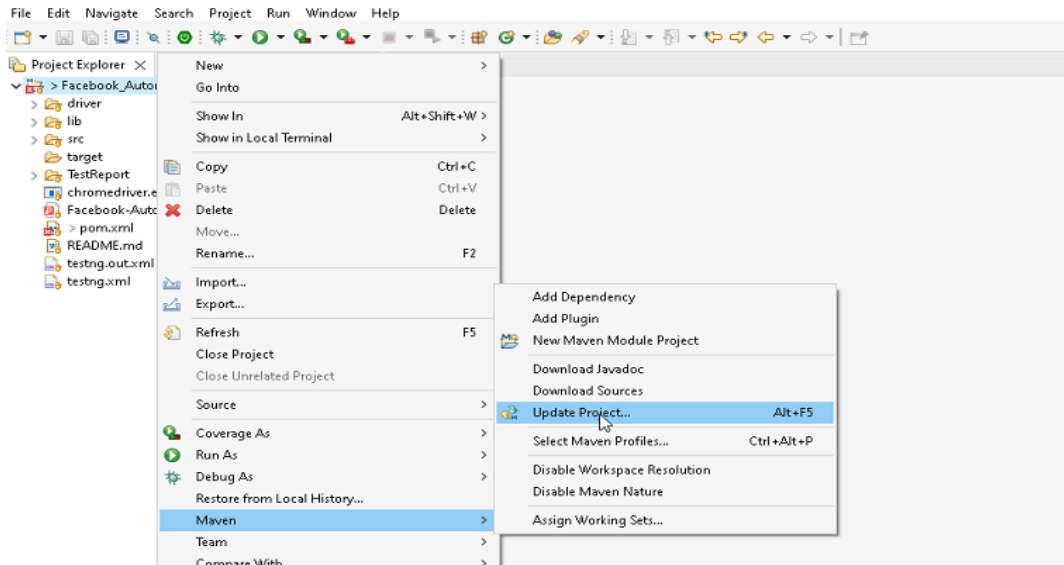 File Edit Navigate Search Project Run Window Help
Project Explorer
> Facebook_Autor
driver
lib
src
target
TestReport
chromedriver.e
Facebook-Auto
> pom.xml
README.md
testng.out.xml
testng.xml
New
Go Into
Show In Alt+Shift+W >
Show in Local Terminal
Copy Ctrl+C
Paste Ctrl+V
Delete Delete
Move...
Rename... F2
Import...
Export...
Refresh F5
Close Project
Close Unrelated Project
Source
Coverage As
Run As
Debug As
Restore from Local History...
Maven
Team
Compare With
Add Dependency
Add Plugin
New Maven Module Project
Download Javadoc
Download Sources
Update Project... Alt+F5
Select Maven Profiles... Ctrl+Alt+P
Disable Workspace Resolution
Disable Maven Nature
Assign Working Sets...